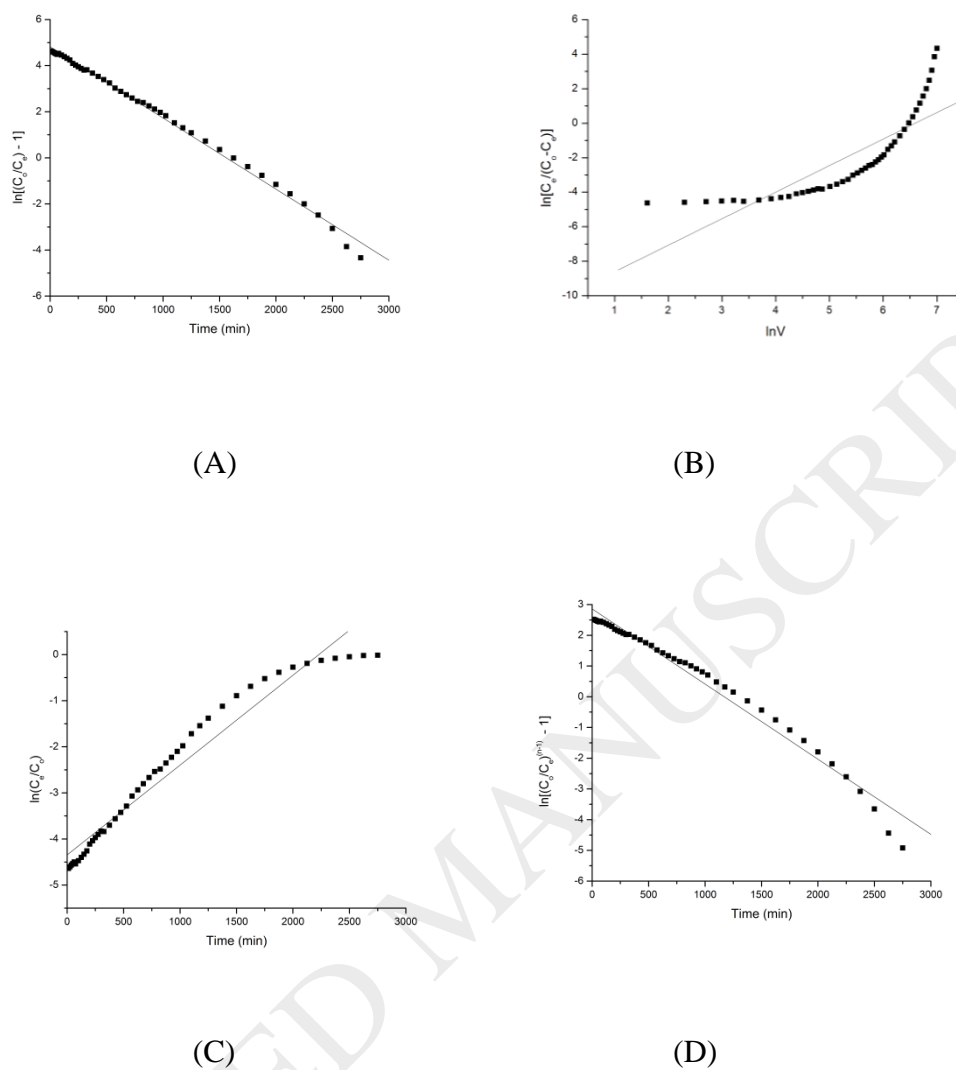 6
4
2
0
-2
-4
-6
0 500 1000 1500 2000 2500 3000
Time (min)
ln[(Co/Ce) - 1]
(A)
6
4
2
0
-2
-4
-6
-8
-10
1 2 3 4 5 6 7
lnV
ln[Ce/(Co-Ce)]
(B)
0
-1
-2
-3
-4
-5
0 500 1000 1500 2000 2500 3000
Time (min)
ln(Ce/Co)
(C)
3
2
1
0
-1
-2
-3
-4
-5
-6
0 500 1000 1500 2000 2500 3000
Time (min)
ln[(Co/Ce)(n-1) - 1]
(D)
ED MANUSCRIP